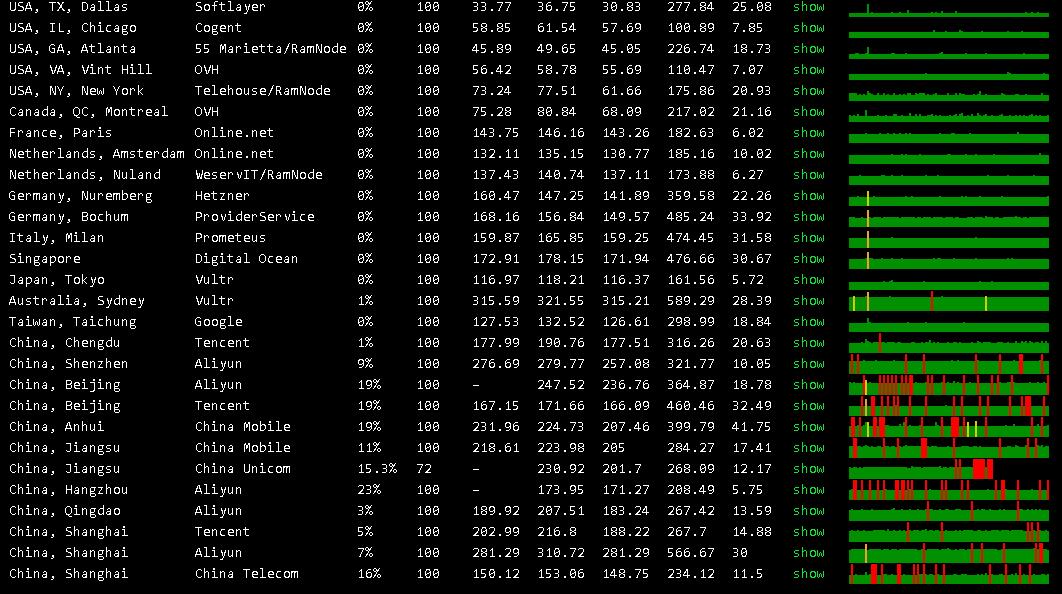 USA, TX, Dallas Softlayer 0% 100 33.77 36.75 30.83 277.84 25.08 show
USA, IL, Chicago Cogent 0% 100 58.85 61.54 57.69 100.89 7.85 show
USA, GA, Atlanta 55 Marietta/RamNode 0% 100 45.89 49.65 45.05 226.74 18.73 show
USA, VA, Vint Hill OVH 0% 100 56.42 58.78 55.69 110.47 7.07 show
USA, NY, New York Telehouse/RamNode 0% 100 73.24 77.51 61.66 175.86 20.93 show
Canada, QC, Montreal OVH 0% 100 75.28 80.84 68.09 217.02 21.16 show
France, Paris Online.net 0% 100 143.75 146.16 143.26 182.63 6.02 show
Netherlands, Amsterdam Online.net 0% 100 132.11 135.15 130.77 185.16 10.02 show
Netherlands, Nuland WeservIT/RamNode 0% 100 137.43 140.74 137.11 173.88 6.27 show
Germany, Nuremberg Hetzner 0% 100 160.47 147.25 141.89 359.58 22.26 show
Germany, Bochum ProviderService 0% 100 168.16 156.84 149.57 485.24 33.92 show
Italy, Milan Prometeus 0% 100 159.87 165.85 159.25 474.45 31.58 show
Singapore Digital Ocean 0% 100 172.91 178.15 171.94 476.66 30.67 show
Japan, Tokyo Vultr 0% 100 116.97 118.21 116.37 161.56 5.72 show
Australia, Sydney Vultr 1% 100 315.59 321.55 315.21 589.29 28.39 show
Taiwan, Taichung Google 0% 100 127.53 132.52 126.61 298.99 18.84 show
China, Chengdu Tencent 1% 100 177.99 190.76 177.51 316.26 20.63 show
China, Shenzhen Aliyun 9% 100 276.69 279.77 257.08 321.77 10.05 show
China, Beijing Aliyun 19% 100 – 247.52 236.76 364.87 18.78 show
China, Beijing Tencent 19% 100 167.15 171.66 166.09 460.46 32.49 show
China, Anhui China Mobile 19% 100 231.96 224.73 207.46 399.79 41.75 show
China, Jiangsu China Mobile 11% 100 218.61 223.98 205 284.27 17.41 show
China, Jiangsu China Unicom 15.3% 72 – 230.92 201.7 268.09 12.17 show
China, Hangzhou Aliyun 23% 100 – 173.95 171.27 208.49 5.75 show
China, Qingdao Aliyun 3% 100 189.92 207.51 183.24 267.42 13.59 show
China, Shanghai Tencent 5% 100 202.99 216.8 188.22 267.7 14.88 show
China, Shanghai Aliyun 7% 100 281.29 310.72 281.29 566.67 30 show
China, Shanghai China Telecom 16% 100 150.12 153.06 148.75 234.12 11.5 show